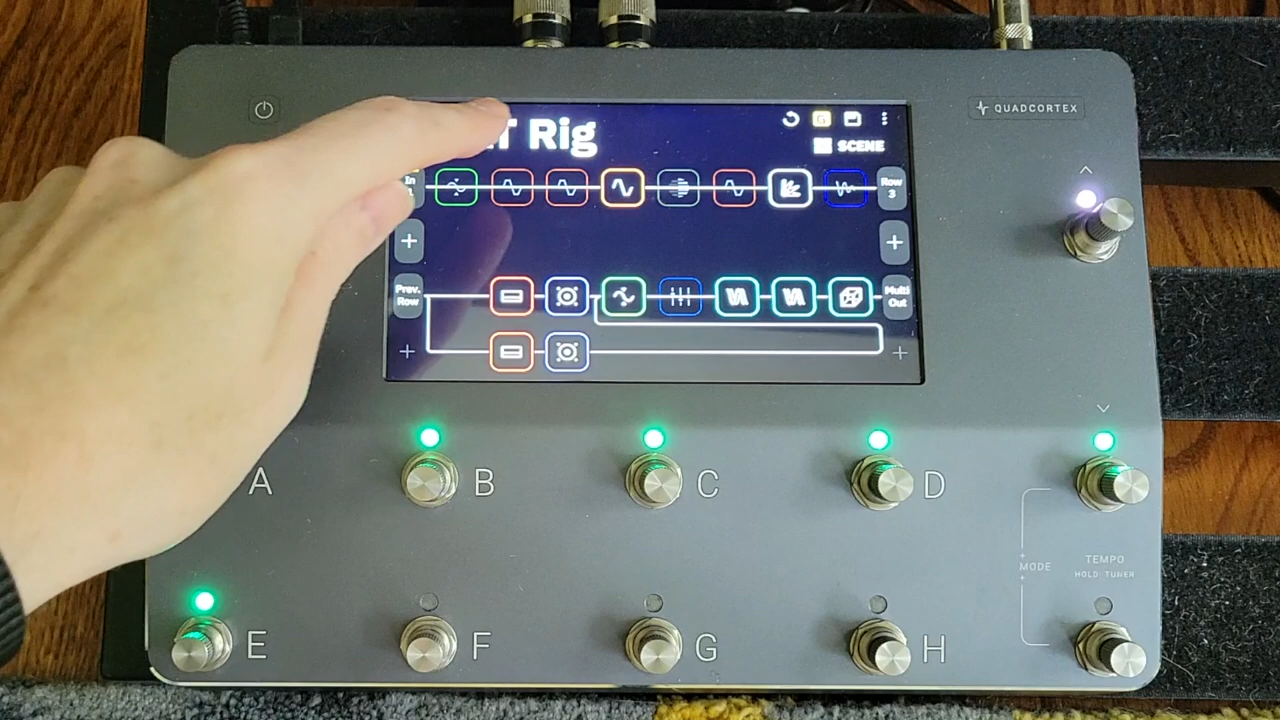 Rig
QUADCORTEX
G
SCENE
In
Row
3
Prev.
Row
Multi
Out
A
B
C
D
MODE
TEMPO
HOLD: TUNER
E
F
G
H